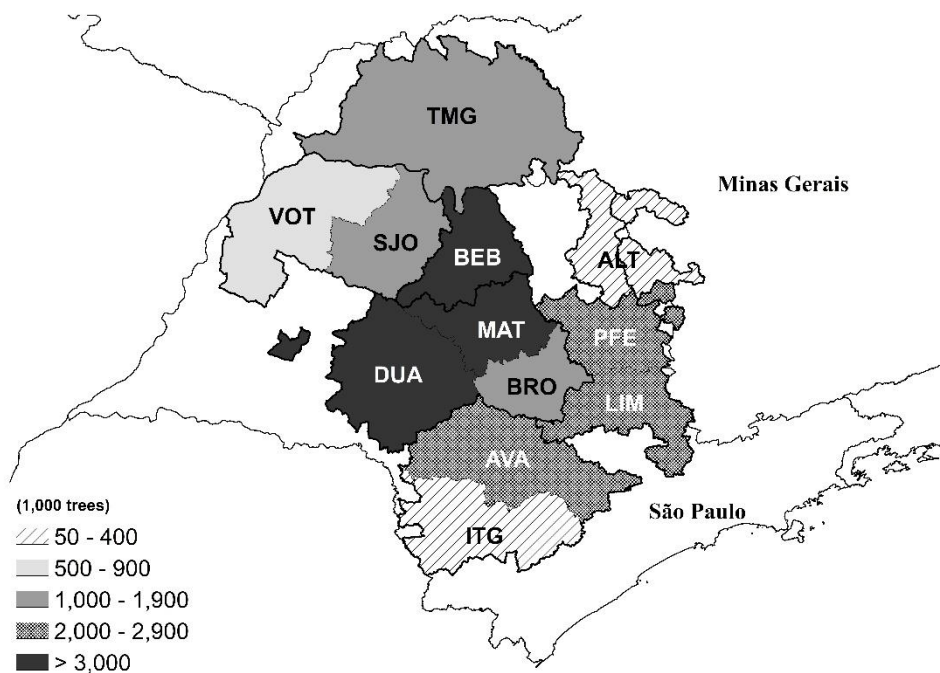 TMG
Minas Gerais
VOT
SJO
BEB
ALT
MAT
PFE
DUA
BRO
LIM
AVA
São Paulo
ITG
(1,000 trees)
50 - 400
500 - 900
1,000 - 1,900
2,000 - 2,900
> 3,000